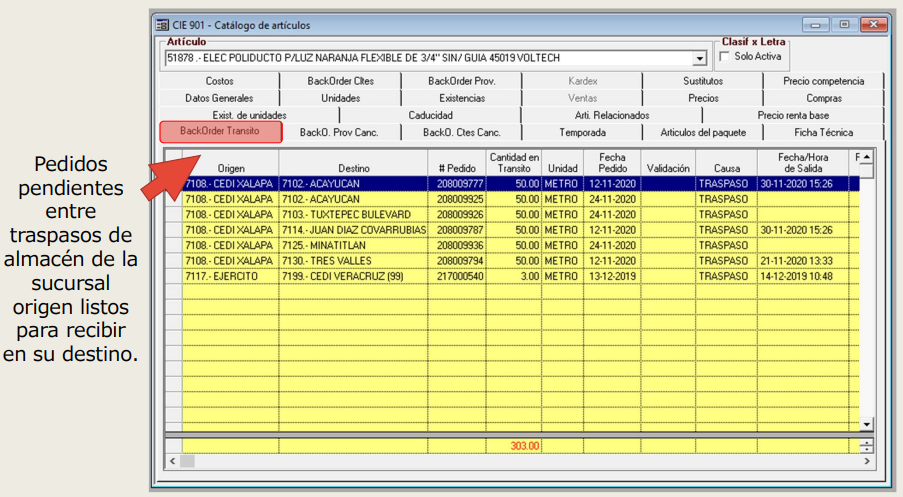 CIE 901 - Catálogo de artículos
Artículo
51878 .- ELEC POLIDUCTO P/LUZ NARANJA FLEXIBLE DE 3/4'' SIN/ GUIA 45019 VOLTECH
Clasif x Letra
Solo Activa
Costos BackOrder Cltes BackOrder Prov. Kardex Sustitutos Precio competencia
Datos Generales Unidades Existencias Ventas Precios Compras
Exist. de unidades Caducidad Arti. Relacionados Precio renta base
BackOrder Transito BackO. Prov Canc. BackO. Ctes Canc. Temporada Articulos del paquete Ficha Técnica
Pedidos
pendientes
entre
traspasos de
almacén de la
sucursal
origen listos
para recibir
en su destino.
Origen Destino # Pedido Cantidad en Transito Unidad Fecha Pedido Validación Causa Fecha/Hora de Salida F
7108.- CEDI XALAPA 7102.- ACAYUCAN 208009777 50.00 METRO 12-11-2020 TRASPASO 30-11-2020 15:26
7108.- CEDI XALAPA 7102.- ACAYUCAN 208009925 50.00 METRO 24-11-2020 TRASPASO
7108.- CEDI XALAPA 7103.- TUXTEPEC BULEVARD 208009926 50.00 METRO 24-11-2020 TRASPASO
7108.- CEDI XALAPA 7114.- JUAN DIAZ COVARRUBIAS 208009787 50.00 METRO 12-11-2020 TRASPASO 30-11-2020 15:26
7108.- CEDI XALAPA 7125.- MINATITLAN 208009936 50.00 METRO 24-11-2020 TRASPASO
7108.- CEDI XALAPA 7130.- TRES VALLES 208009794 50.00 METRO 12-11-2020 TRASPASO 21-11-2020 13:33
7117.- EJERCITO 7199.- CEDI VERACRUZ (99) 217000540 3.00 METRO 13-12-2019 TRASPASO 14-12-2019 10:48
303.00